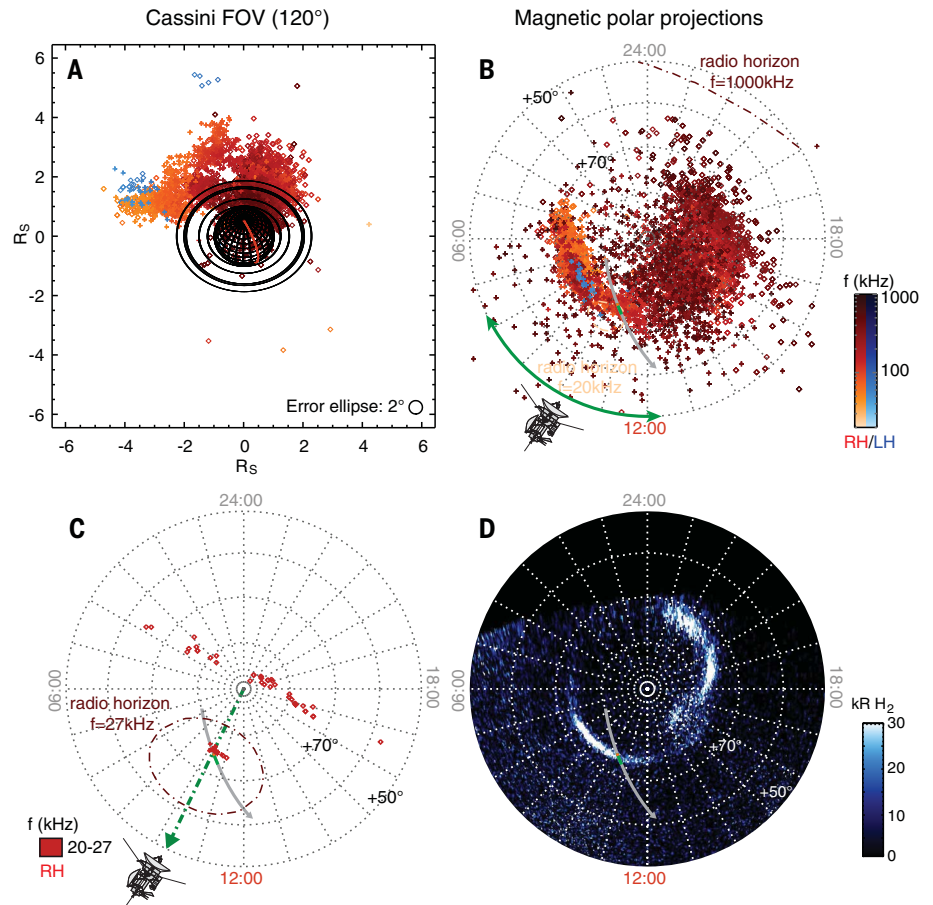 Cassini FOV (120°)
Magnetic polar projections
A
6
4
2
0
-2
-4
-6
R_S
-6 -4 -2 0 2 4 6
R_S
Error ellipse: 2°
B
24:00
radio horizon
f=1000kHz
+50°
+70°
06:00
18:00
radio horizon
f=20kHz
12:00
f (kHz)
1000
100
RH/LH
C
24:00
06:00
18:00
radio horizon
f=27kHz
+70°
+50°
f (kHz)
20-27
RH
12:00
D
24:00
06:00
18:00
+70°
+50°
12:00
kR H₂
30
20
10
0